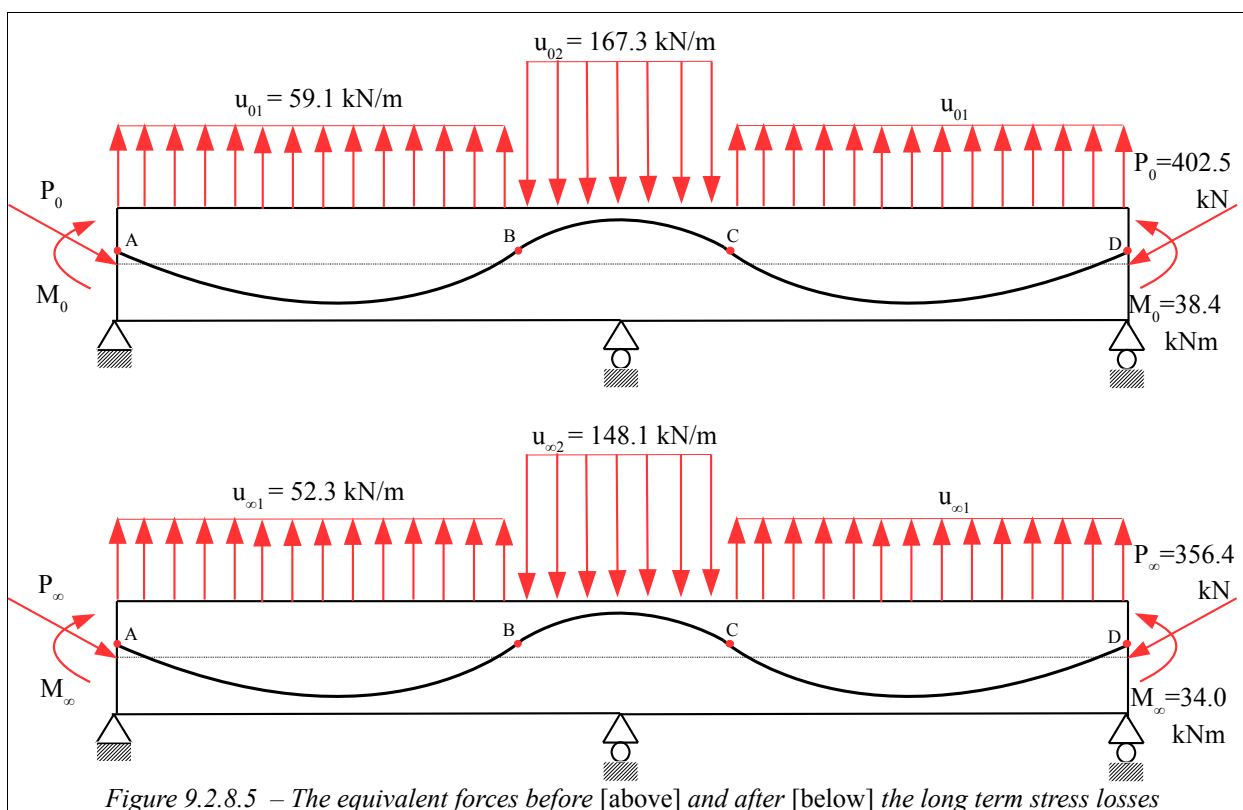 u02 = 167.3 kN/m
u01 = 59.1 kN/m
u01
P0
P0=402.5
kN
A
B
C
D
M0
M0=38.4
kNm
u∞2 = 148.1 kN/m
u∞1 = 52.3 kN/m
u∞1
P∞
P∞=356.4
kN
A
B
C
D
M∞
M∞=34.0
kNm
Figure 9.2.8.5 – The equivalent forces before [above] and after [below] the long term stress losses